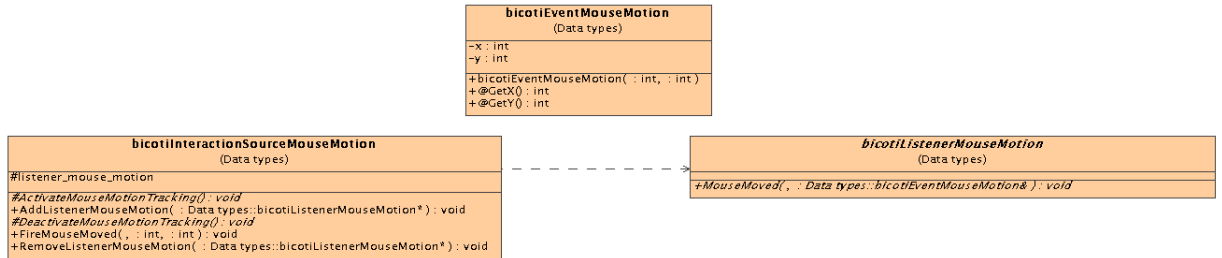 bicotiEventMouseMotion
(Data types)
-x : int
-y : int
+bicotiEventMouseMotion( : int, : int )
+@GetX() : int
+@GetY() : int
bicotiInteractionSourceMouseMotion
(Data types)
#listener_mouse_motion
#ActivateMouseMotionTracking() : void
+AddListenerMouseMotion( : Data types::bicotiListenerMouseMotion* ) : void
#DeactivateMouseMotionTracking() : void
+FireMouseMoved( , : int, : int ) : void
+RemoveListenerMouseMotion( : Data types::bicotiListenerMouseMotion* ) : void
bicotiListenerMouseMotion
(Data types)
+MouseMoved( , : Data types::bicotiEventMouseMotion& ) : void